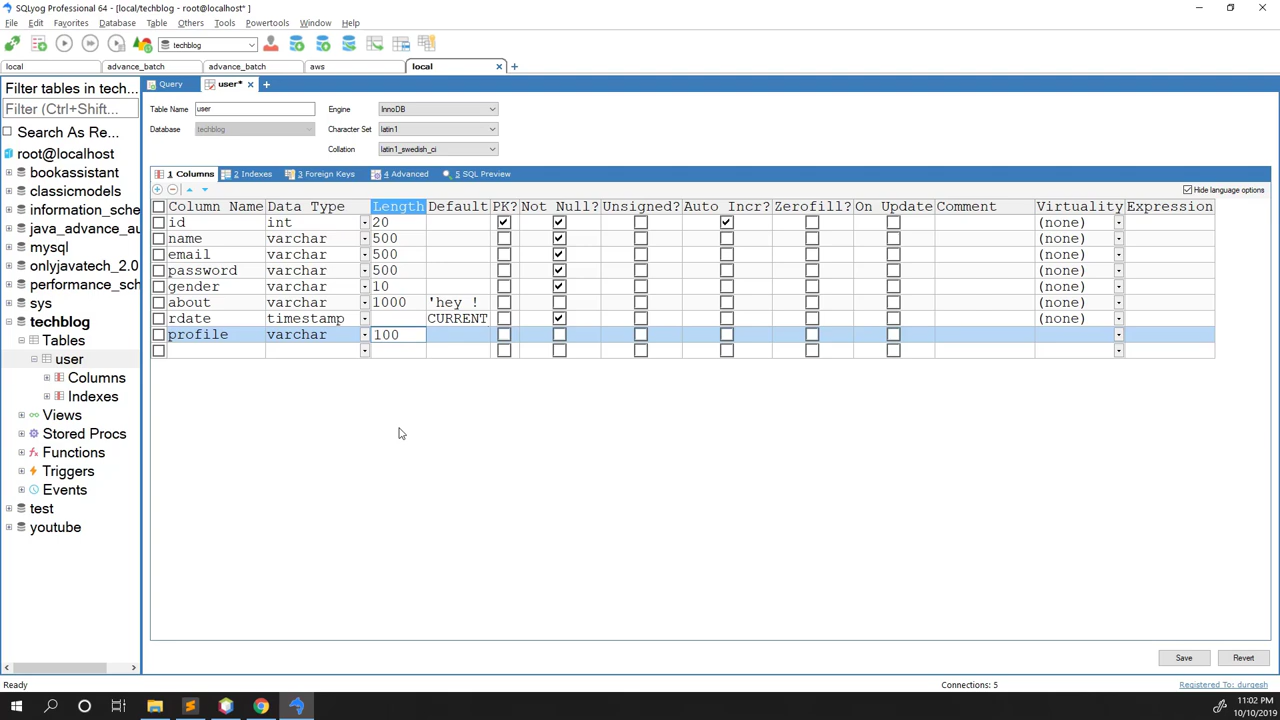 SQLyog Professional 64 - [local/techblog - root@localhost* ]
File Edit Favorites Database Table Others Tools Powertools Window Help
techblog
local advance_batch advance_batch aws local
Filter tables in tech...
Filter (Ctrl+Shift...
Search As Re...
root@localhost
bookassistant
classicmodels
information_sche
java_advance_au
mysql
onlyjavatech_2.0
performance_sch
sys
techblog
Tables
user
Columns
Indexes
Views
Stored Procs
Functions
Triggers
Events
test
youtube
Query user*
Table Name user Engine InnoDB
Database techblog Character Set latin1
Collation latin1_swedish_ci
1 Columns 2 Indexes 3 Foreign Keys 4 Advanced 5 SQL Preview
Hide language options
Column Name Data Type Length Default PK? Not Null? Unsigned? Auto Incr? Zerofill? On Update Comment Virtuality Expression
id int 20 (none)
name varchar 500 (none)
email varchar 500 (none)
password varchar 500 (none)
gender varchar 10 (none)
about varchar 1000 'hey ! (none)
rdate timestamp CURRENT (none)
profile varchar 100
Save Revert
Ready Connections: 5 Registered To: durgesh
11:02 PM
10/10/2019